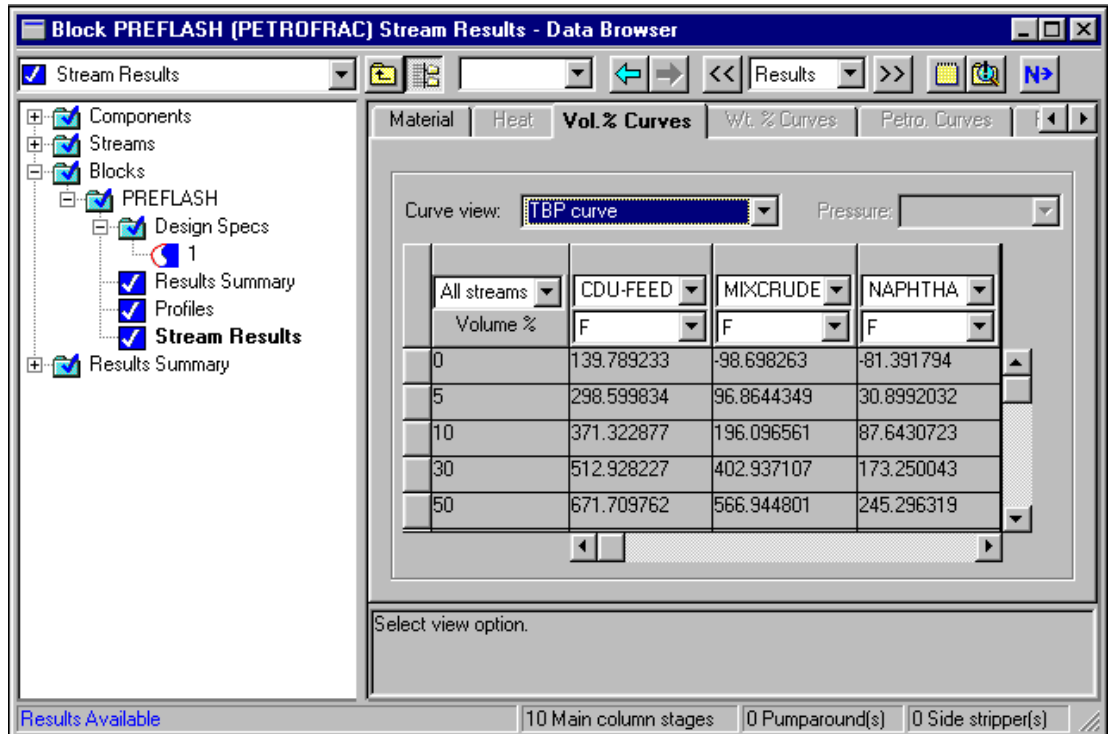 Block PREFLASH (PETROFRAC) Stream Results - Data Browser
Stream Results << Results >> N
Components
Streams
Blocks
PREFLASH
Design Specs
1
Results Summary
Profiles
Stream Results
Results Summary
Material Heat Vol.% Curves Wt. % Curves Petro. Curves
Curve view: TBP curve Pressure:
All streams CDU-FEED MIXCRUDE NAPHTHA
Volume % F F F
0 139.789233 -98.698263 -81.391794
5 298.599834 96.8644349 30.8992032
10 371.322877 196.096561 87.6430723
30 512.928227 402.937107 173.250043
50 671.709762 566.944801 245.296319
Select view option.
Results Available 10 Main column stages 0 Pumparound(s) 0 Side stripper(s)